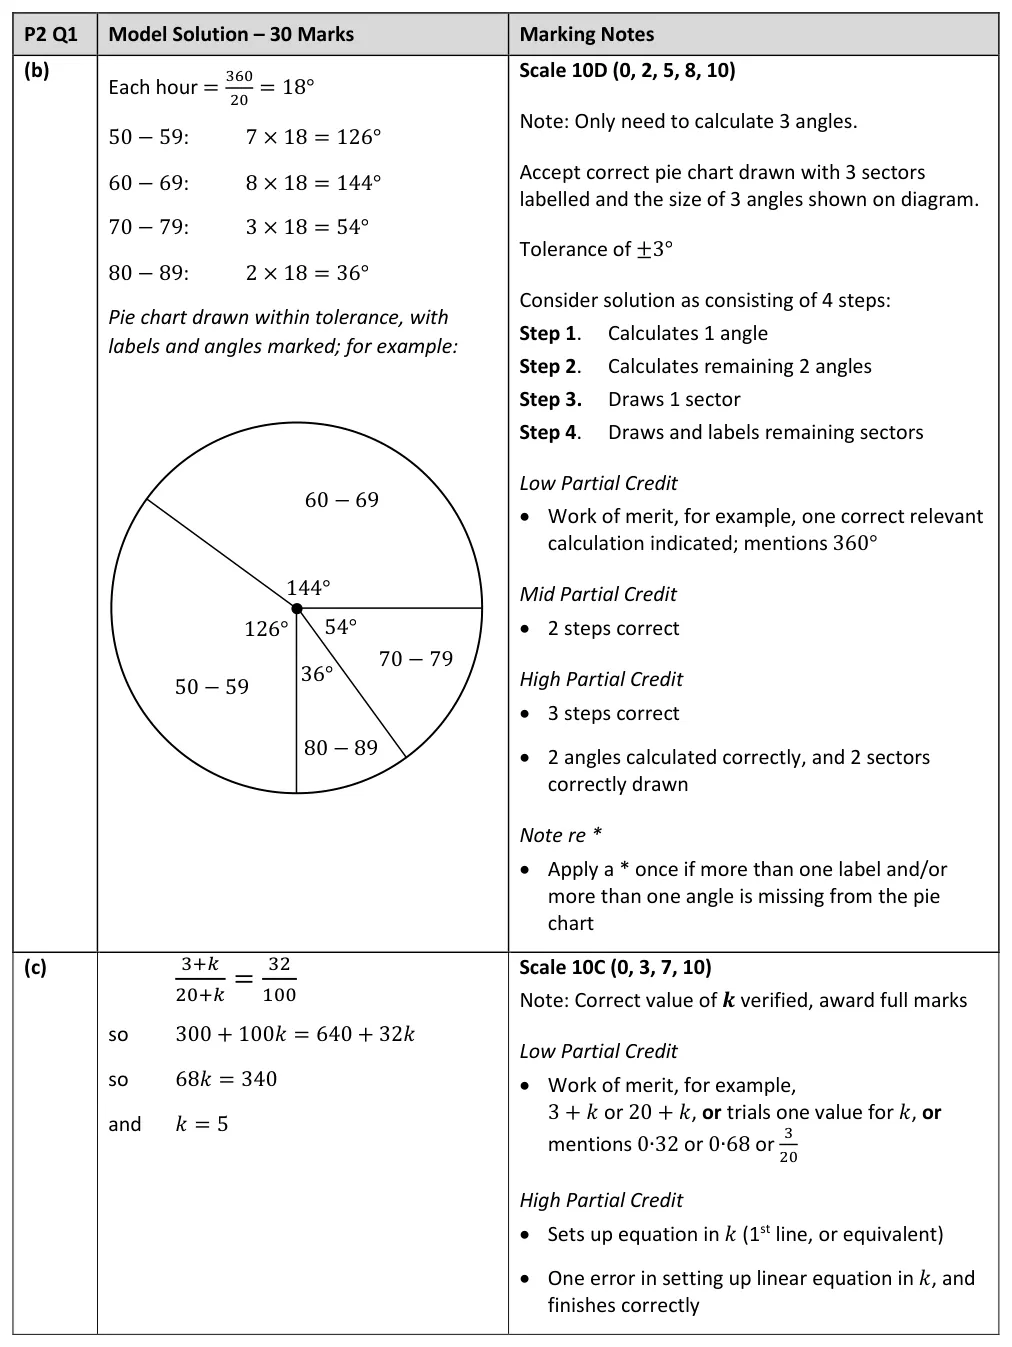 P2 Q1 Model Solution – 30 Marks Marking Notes
(b)
Each hour = 360/20 = 18°
50 − 59: 7 × 18 = 126°
60 − 69: 8 × 18 = 144°
70 − 79: 3 × 18 = 54°
80 − 89: 2 × 18 = 36°
Pie chart drawn within tolerance, with
labels and angles marked; for example:
60 − 69
144°
126°
54°
70 − 79
36°
50 − 59
80 − 89
Scale 10D (0, 2, 5, 8, 10)
Note: Only need to calculate 3 angles.
Accept correct pie chart drawn with 3 sectors
labelled and the size of 3 angles shown on diagram.
Tolerance of ±3°
Consider solution as consisting of 4 steps:
Step 1. Calculates 1 angle
Step 2. Calculates remaining 2 angles
Step 3. Draws 1 sector
Step 4. Draws and labels remaining sectors
Low Partial Credit
• Work of merit, for example, one correct relevant
calculation indicated; mentions 360°
Mid Partial Credit
• 2 steps correct
High Partial Credit
• 3 steps correct
• 2 angles calculated correctly, and 2 sectors
correctly drawn
Note re *
• Apply a * once if more than one label and/or
more than one angle is missing from the pie
chart
(c)
3+k/20+k = 32/100
so 300 + 100k = 640 + 32k
so 68k = 340
and k = 5
Scale 10C (0, 3, 7, 10)
Note: Correct value of k verified, award full marks
Low Partial Credit
• Work of merit, for example,
3 + k or 20 + k, or trials one value for k, or
mentions 0·32 or 0·68 or 3/20
High Partial Credit
• Sets up equation in k (1st line, or equivalent)
• One error in setting up linear equation in k, and
finishes correctly